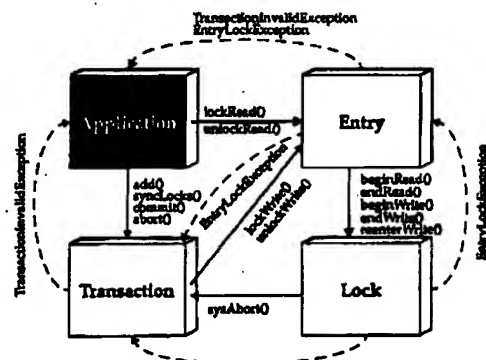 TransactionInvalidException
EntryLockException
Application
lockRead()
unlockRead()
Entry
add()
syncLocks()
commit()
abort()
EntryLockException
lockWrite()
unlockWrite()
beginRead()
endRead()
beginWrite()
endWrite()
reenterWrite()
TransactionInvalidException
EntryLockException
Transaction
sysAbort()
Lock